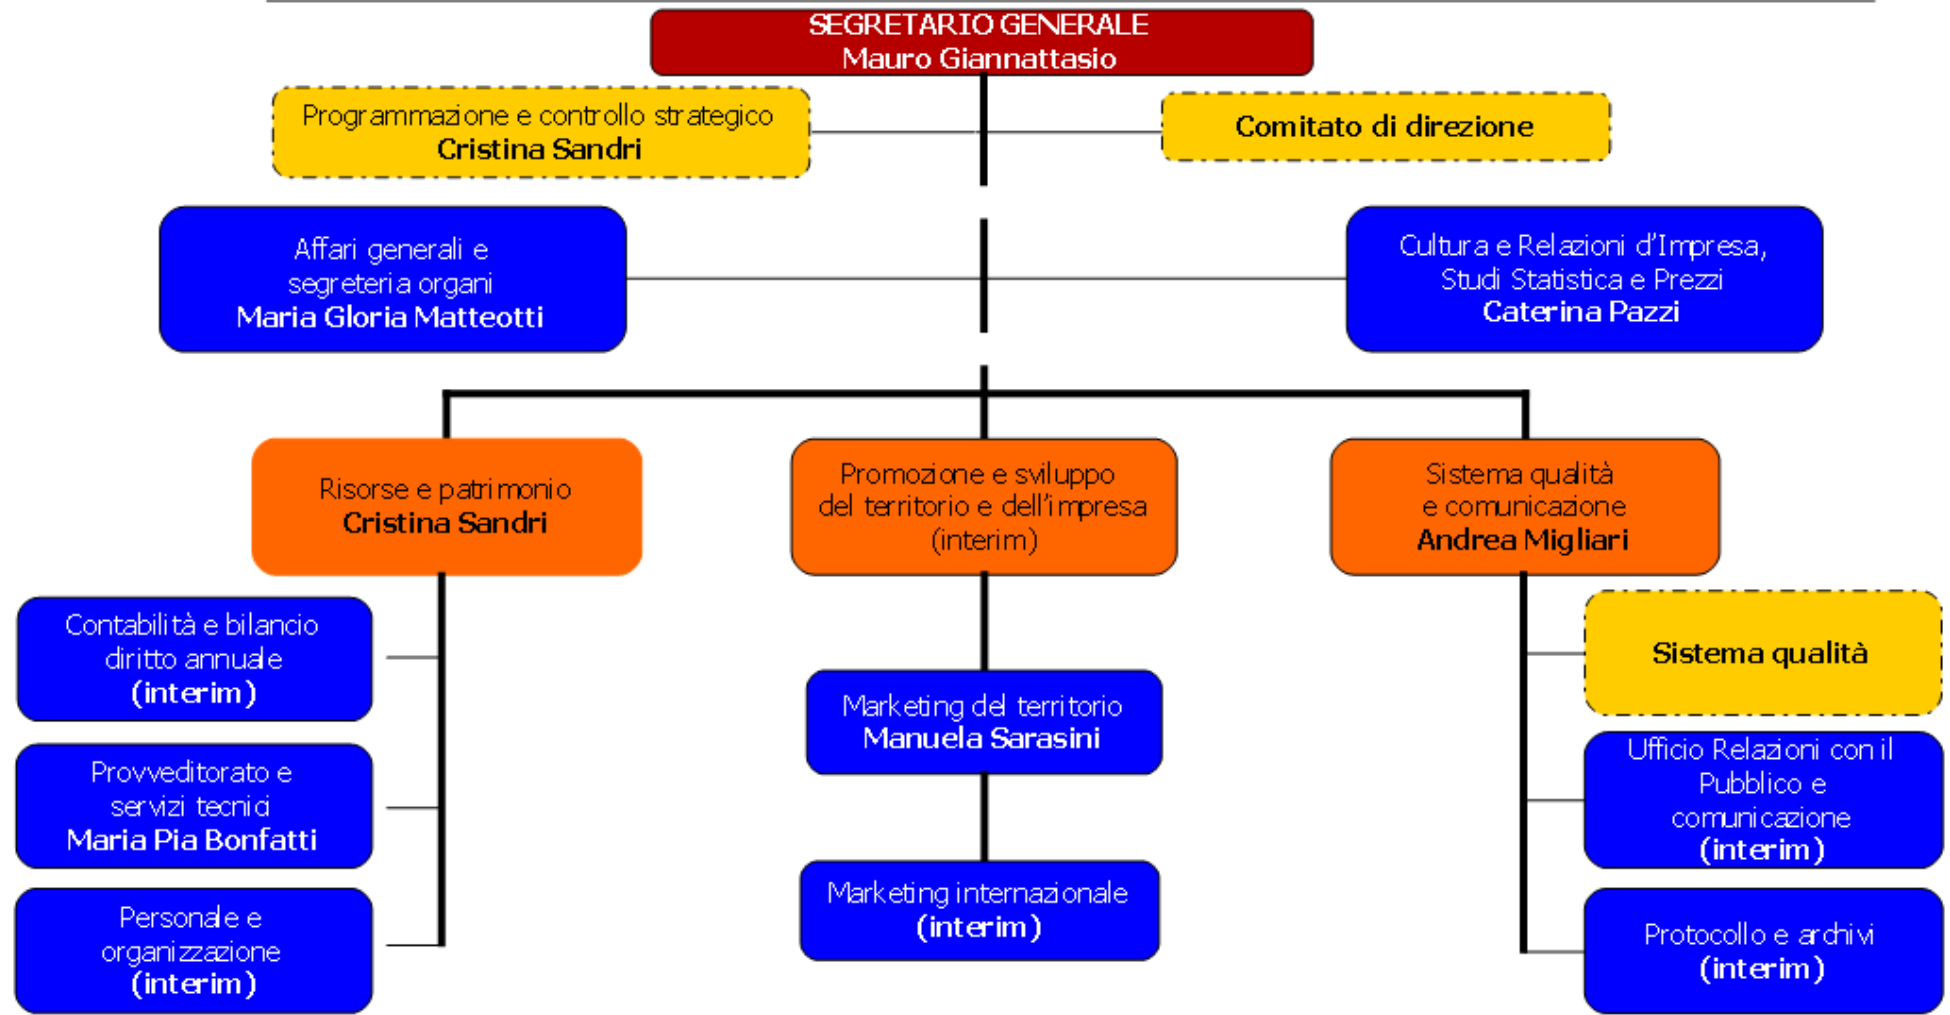 SEGRETARIO GENERALE
Mauro Giannattasio
Programmazione e controllo strategico
Cristina Sandri
Comitato di direzione
Affari generali e
segreteria organi
Maria Gloria Matteotti
Cultura e Relazioni d'Impresa,
Studi Statistica e Prezzi
Caterina Pazzi
Risorse e patrimonio
Cristina Sandri
Promozione e sviluppo
del territorio e dell'impresa
(interim)
Sistema qualità
e comunicazione
Andrea Migliari
Contabilità e bilancio
diritto annuale
(interim)
Provveditorato e
servizi tecnici
Maria Pia Bonfatti
Personale e
organizzazione
(interim)
Marketing del territorio
Manuela Sarasini
Marketing internazionale
(interim)
Sistema qualità
Ufficio Relazioni con il
Pubblico e
comunicazione
(interim)
Protocollo e archivi
(interim)